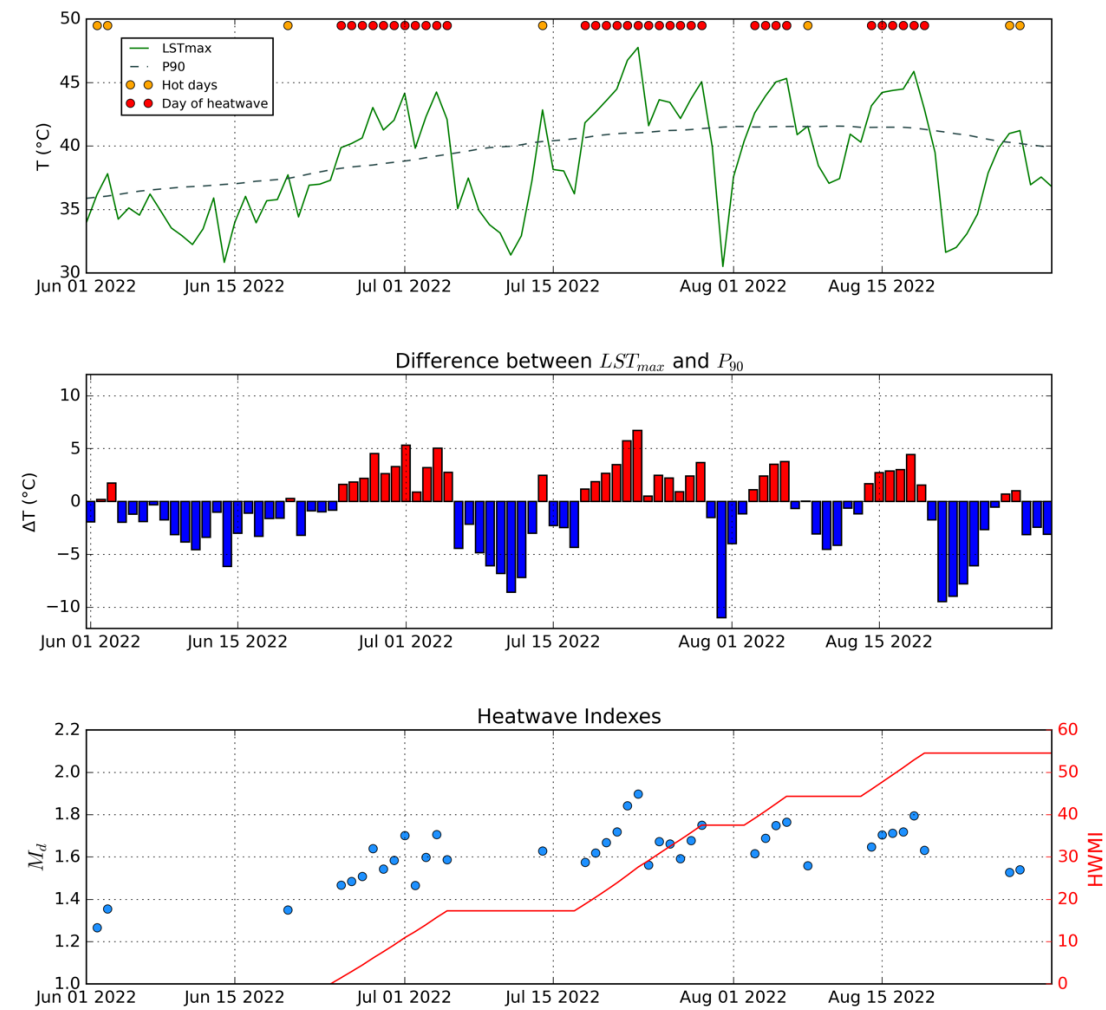 50
45
40
35
30
T (°C)
LSTmax
P90
Hot days
Day of heatwave
Jun 01 2022 Jun 15 2022 Jul 01 2022 Jul 15 2022 Aug 01 2022 Aug 15 2022
Difference between LST_max and P_90
10
5
0
−5
−10
ΔT (°C)
Jun 01 2022 Jun 15 2022 Jul 01 2022 Jul 15 2022 Aug 01 2022 Aug 15 2022
Heatwave Indexes
2.2
2.0
1.8
1.6
1.4
1.2
1.0
M_d
60
50
40
30
20
10
0
HWMI
Jun 01 2022 Jun 15 2022 Jul 01 2022 Jul 15 2022 Aug 01 2022 Aug 15 2022